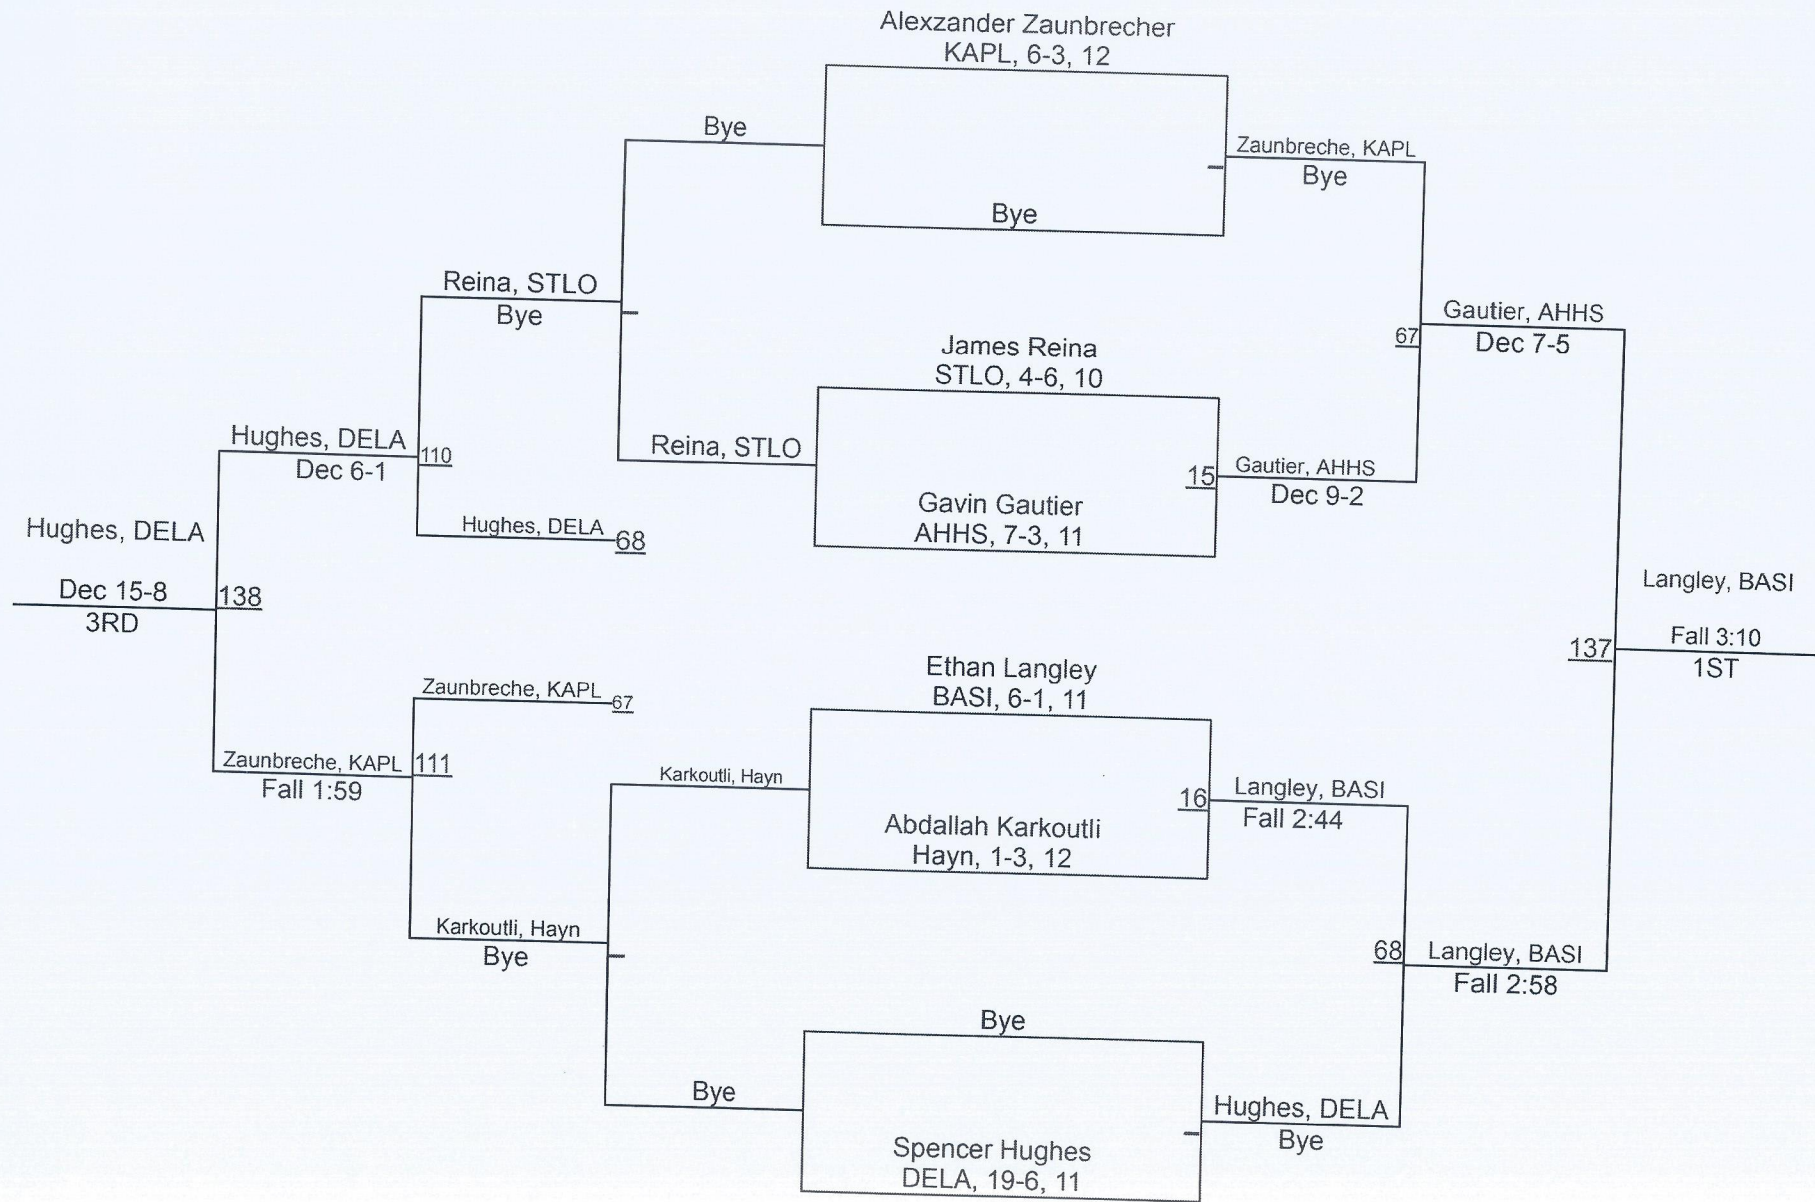 Alexzander Zaunbrecher
KAPL, 6-3, 12
Bye
Zaunbreche, KAPL
Bye
Bye
Reina, STLO
Bye
Gautier, AHHS
Dec 7-5
67
James Reina
STLO, 4-6, 10
Hughes, DELA
Dec 6-1
110
Reina, STLO
15
Gautier, AHHS
Dec 9-2
Gavin Gautier
AHHS, 7-3, 11
Hughes, DELA
68
Hughes, DELA
Dec 15-8
3RD
138
Langley, BASI
Fall 3:10
1ST
137
Ethan Langley
BASI, 6-1, 11
Zaunbreche, KAPL
67
Zaunbreche, KAPL
Fall 1:59
111
Karkoutli, Hayn
16
Langley, BASI
Fall 2:44
Abdallah Karkoutli
Hayn, 1-3, 12
Karkoutli, Hayn
Bye
68
Langley, BASI
Fall 2:58
Bye
Bye
Hughes, DELA
Bye
Spencer Hughes
DELA, 19-6, 11